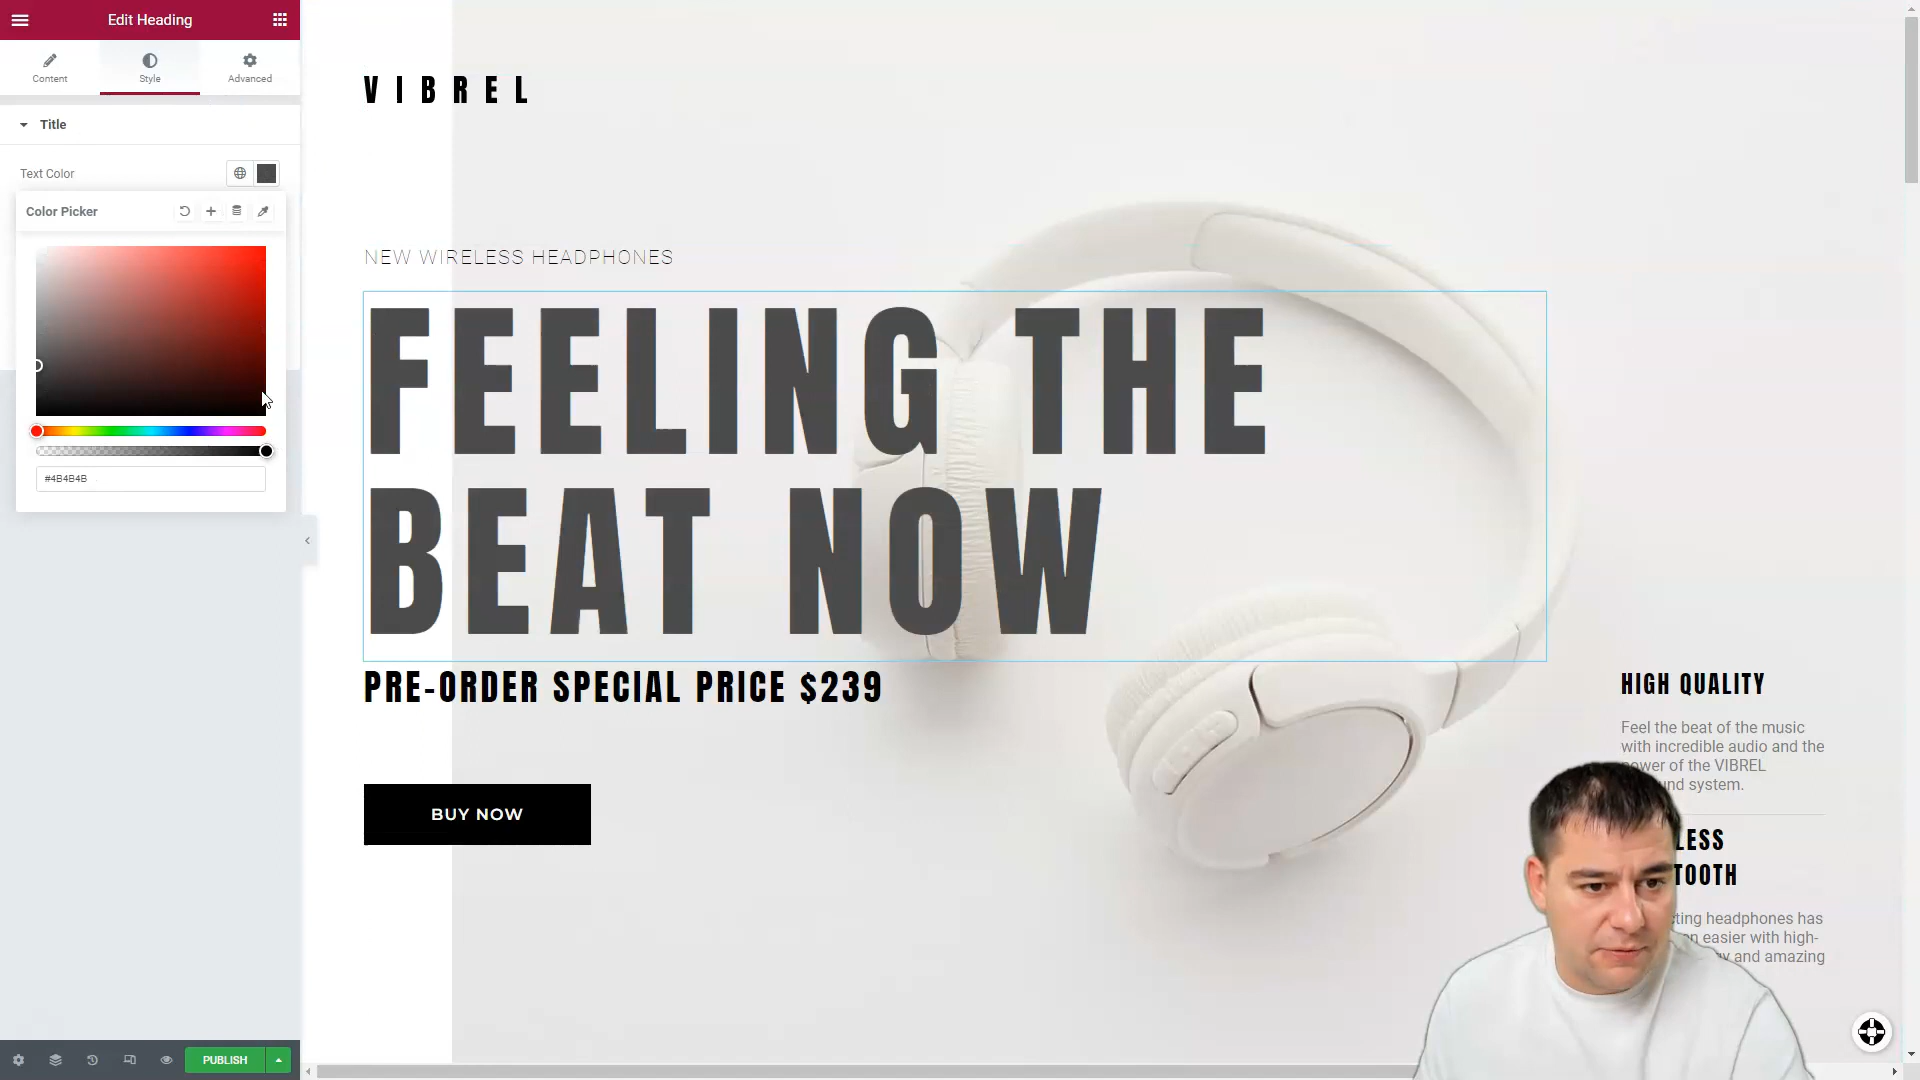 Edit Heading
Content
Style
Advanced
Title
Text Color
Color Picker
#4B4B4B
PUBLISH
VIBREL
NEW WIRELESS HEADPHONES
FEELING THE
BEAT NOW
PRE-ORDER SPECIAL PRICE $239
BUY NOW
HIGH QUALITY
Feel the beat of the music
with incredible audio and the
power of the VIBREL
system.
headphones has
easier with high-
and amazing